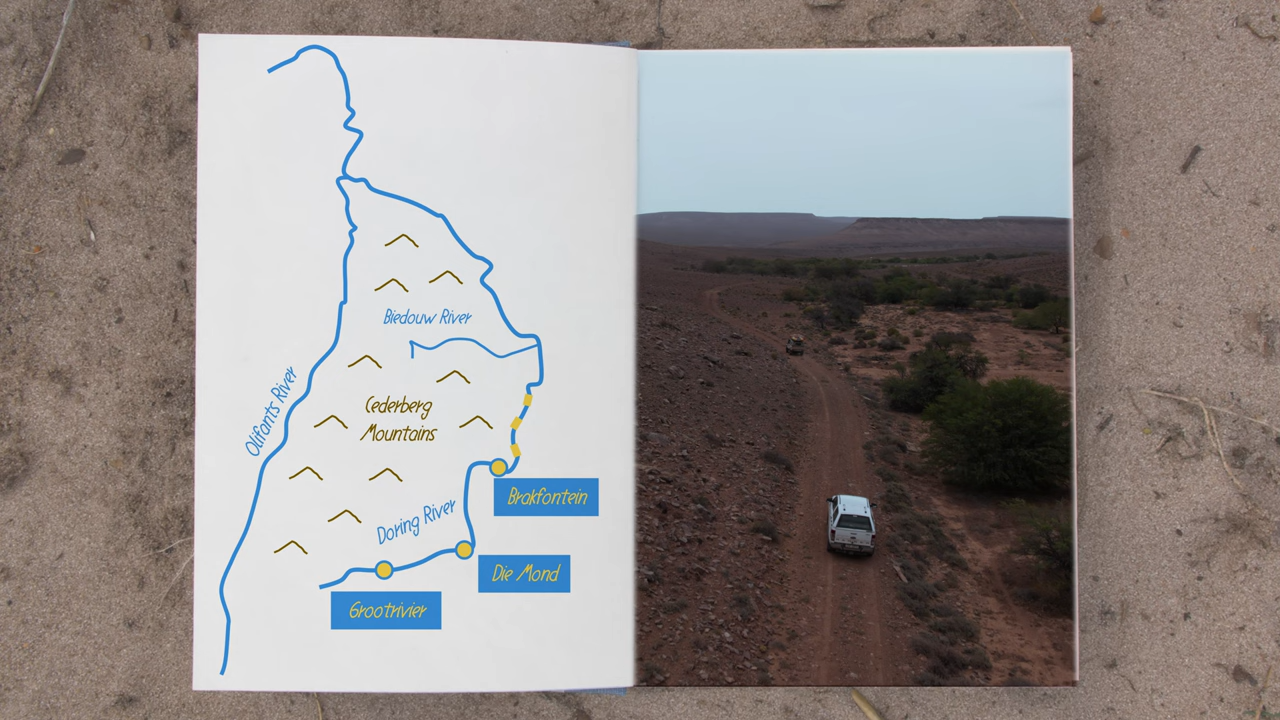 Biedouw River
Olifants River
Cederberg
Mountains
Brakfontein
Doring River
Die Mond
Grootrivier